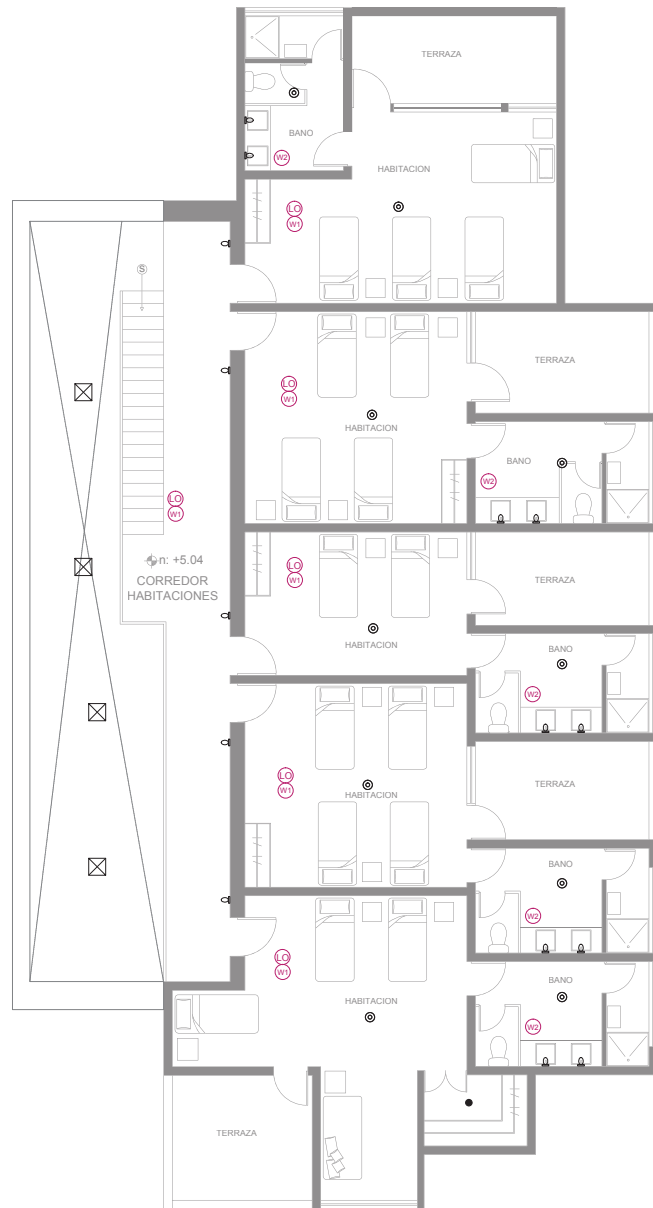 TERRAZA
BANO
W2
HABITACION
LO
W1
S
TERRAZA
LO
W1
HABITACION
BANO
W2
LO
W1
n: +5.04
CORREDOR
HABITACIONES
LO
W1
TERRAZA
HABITACION
BANO
W2
LO
W1
HABITACION
TERRAZA
BANO
W2
LO
W1
HABITACION
BANO
W2
TERRAZA